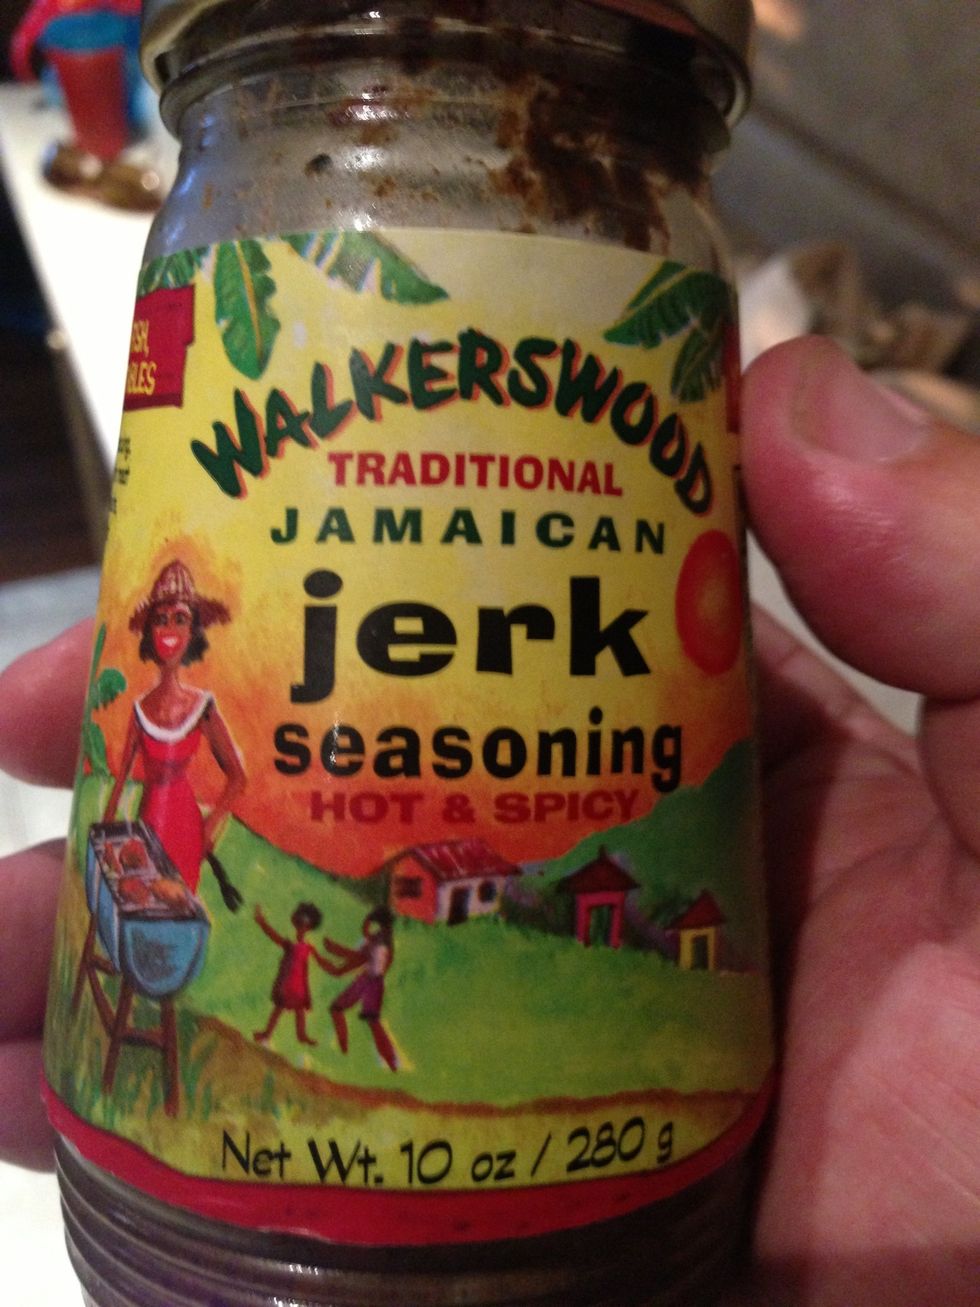 WALKERSWOOD
TRADITIONAL
JAMAICAN
jerk
seasoning
HOT & SPICY
Net Wt. 10 oz / 280 g